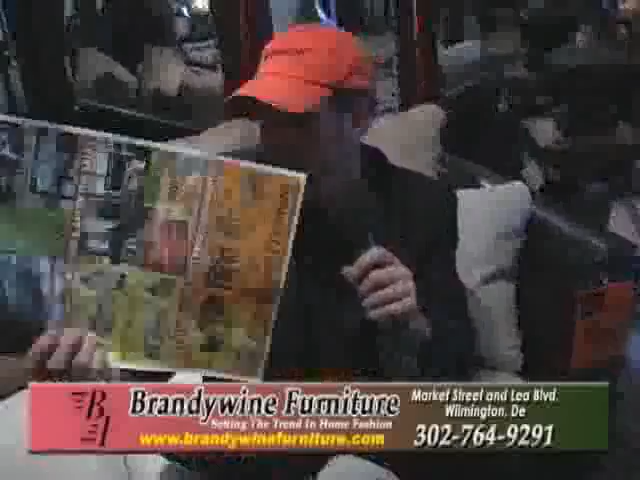 B
I
Brandywine Furniture
Setting The Trend In Home Fashion
www.brandywinefurniture.com
Market Street and Lea Blvd.
Wilmington, De
302-764-9291